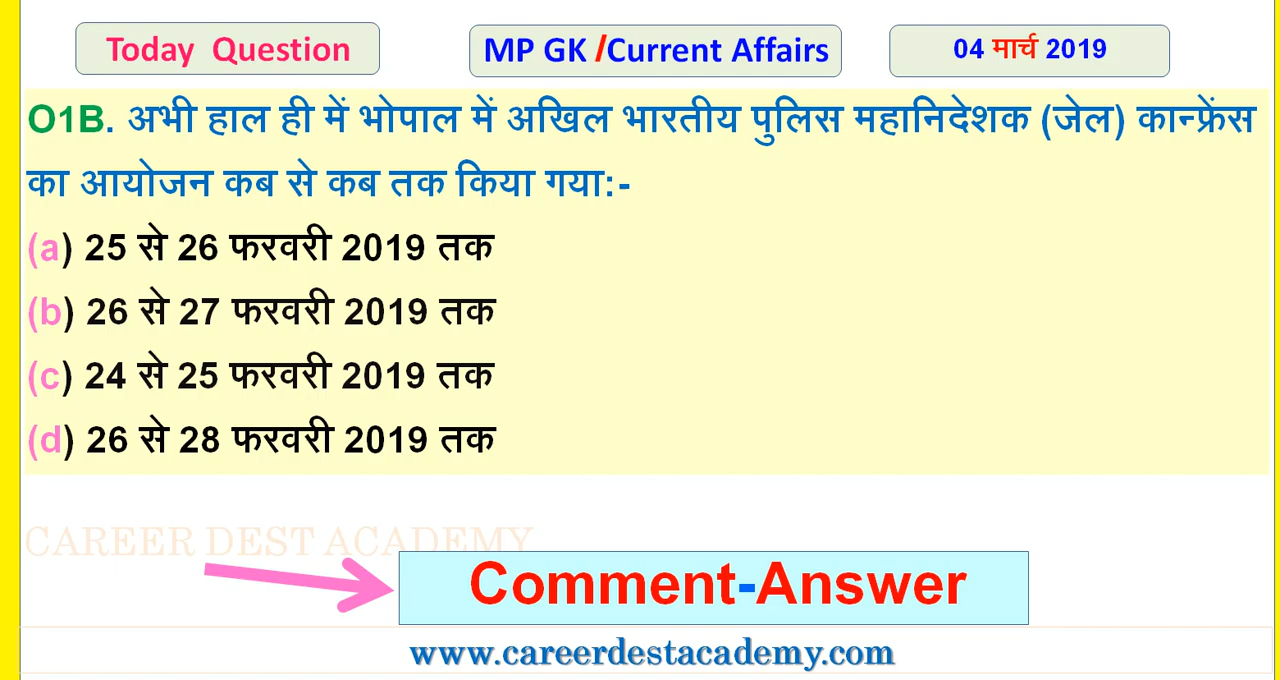 Today Question
MP GK /Current Affairs
04 मार्च 2019
O1B. अभी हाल ही में भोपाल में अखिल भारतीय पुलिस महानिदेशक (जेल) कान्फ्रेंस
का आयोजन कब से कब तक किया गया:-
(a) 25 से 26 फरवरी 2019 तक
(b) 26 से 27 फरवरी 2019 तक
(c) 24 से 25 फरवरी 2019 तक
(d) 26 से 28 फरवरी 2019 तक
CAREER DEST ACADEMY
Comment-Answer
www.careerdestacademy.com